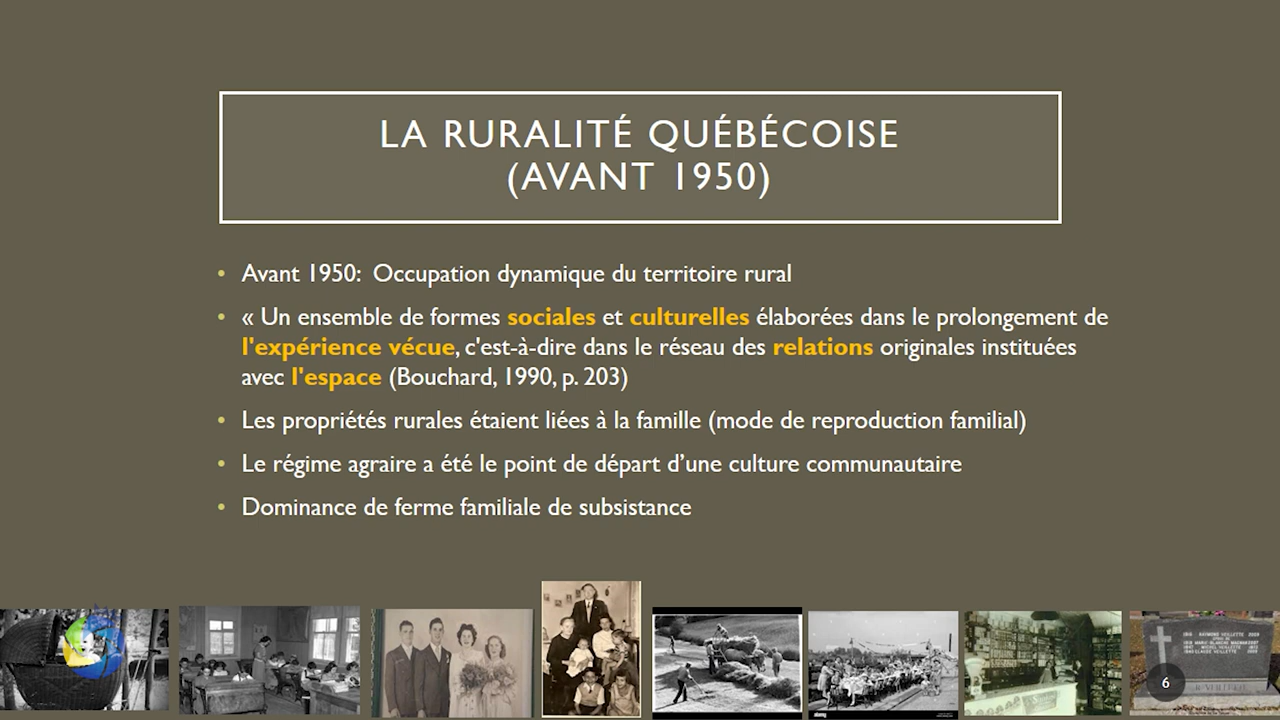 LA RURALITÉ QUÉBÉCOISE
(AVANT 1950)
• Avant 1950: Occupation dynamique du territoire rural
• « Un ensemble de formes sociales et culturelles élaborées dans le prolongement de
l'expérience vécue, c'est-à-dire dans le réseau des relations originales instituées
avec l'espace (Bouchard, 1990, p. 203)
• Les propriétés rurales étaient liées à la famille (mode de reproduction familial)
• Le régime agraire a été le point de départ d’une culture communautaire
• Dominance de ferme familiale de subsistance
6